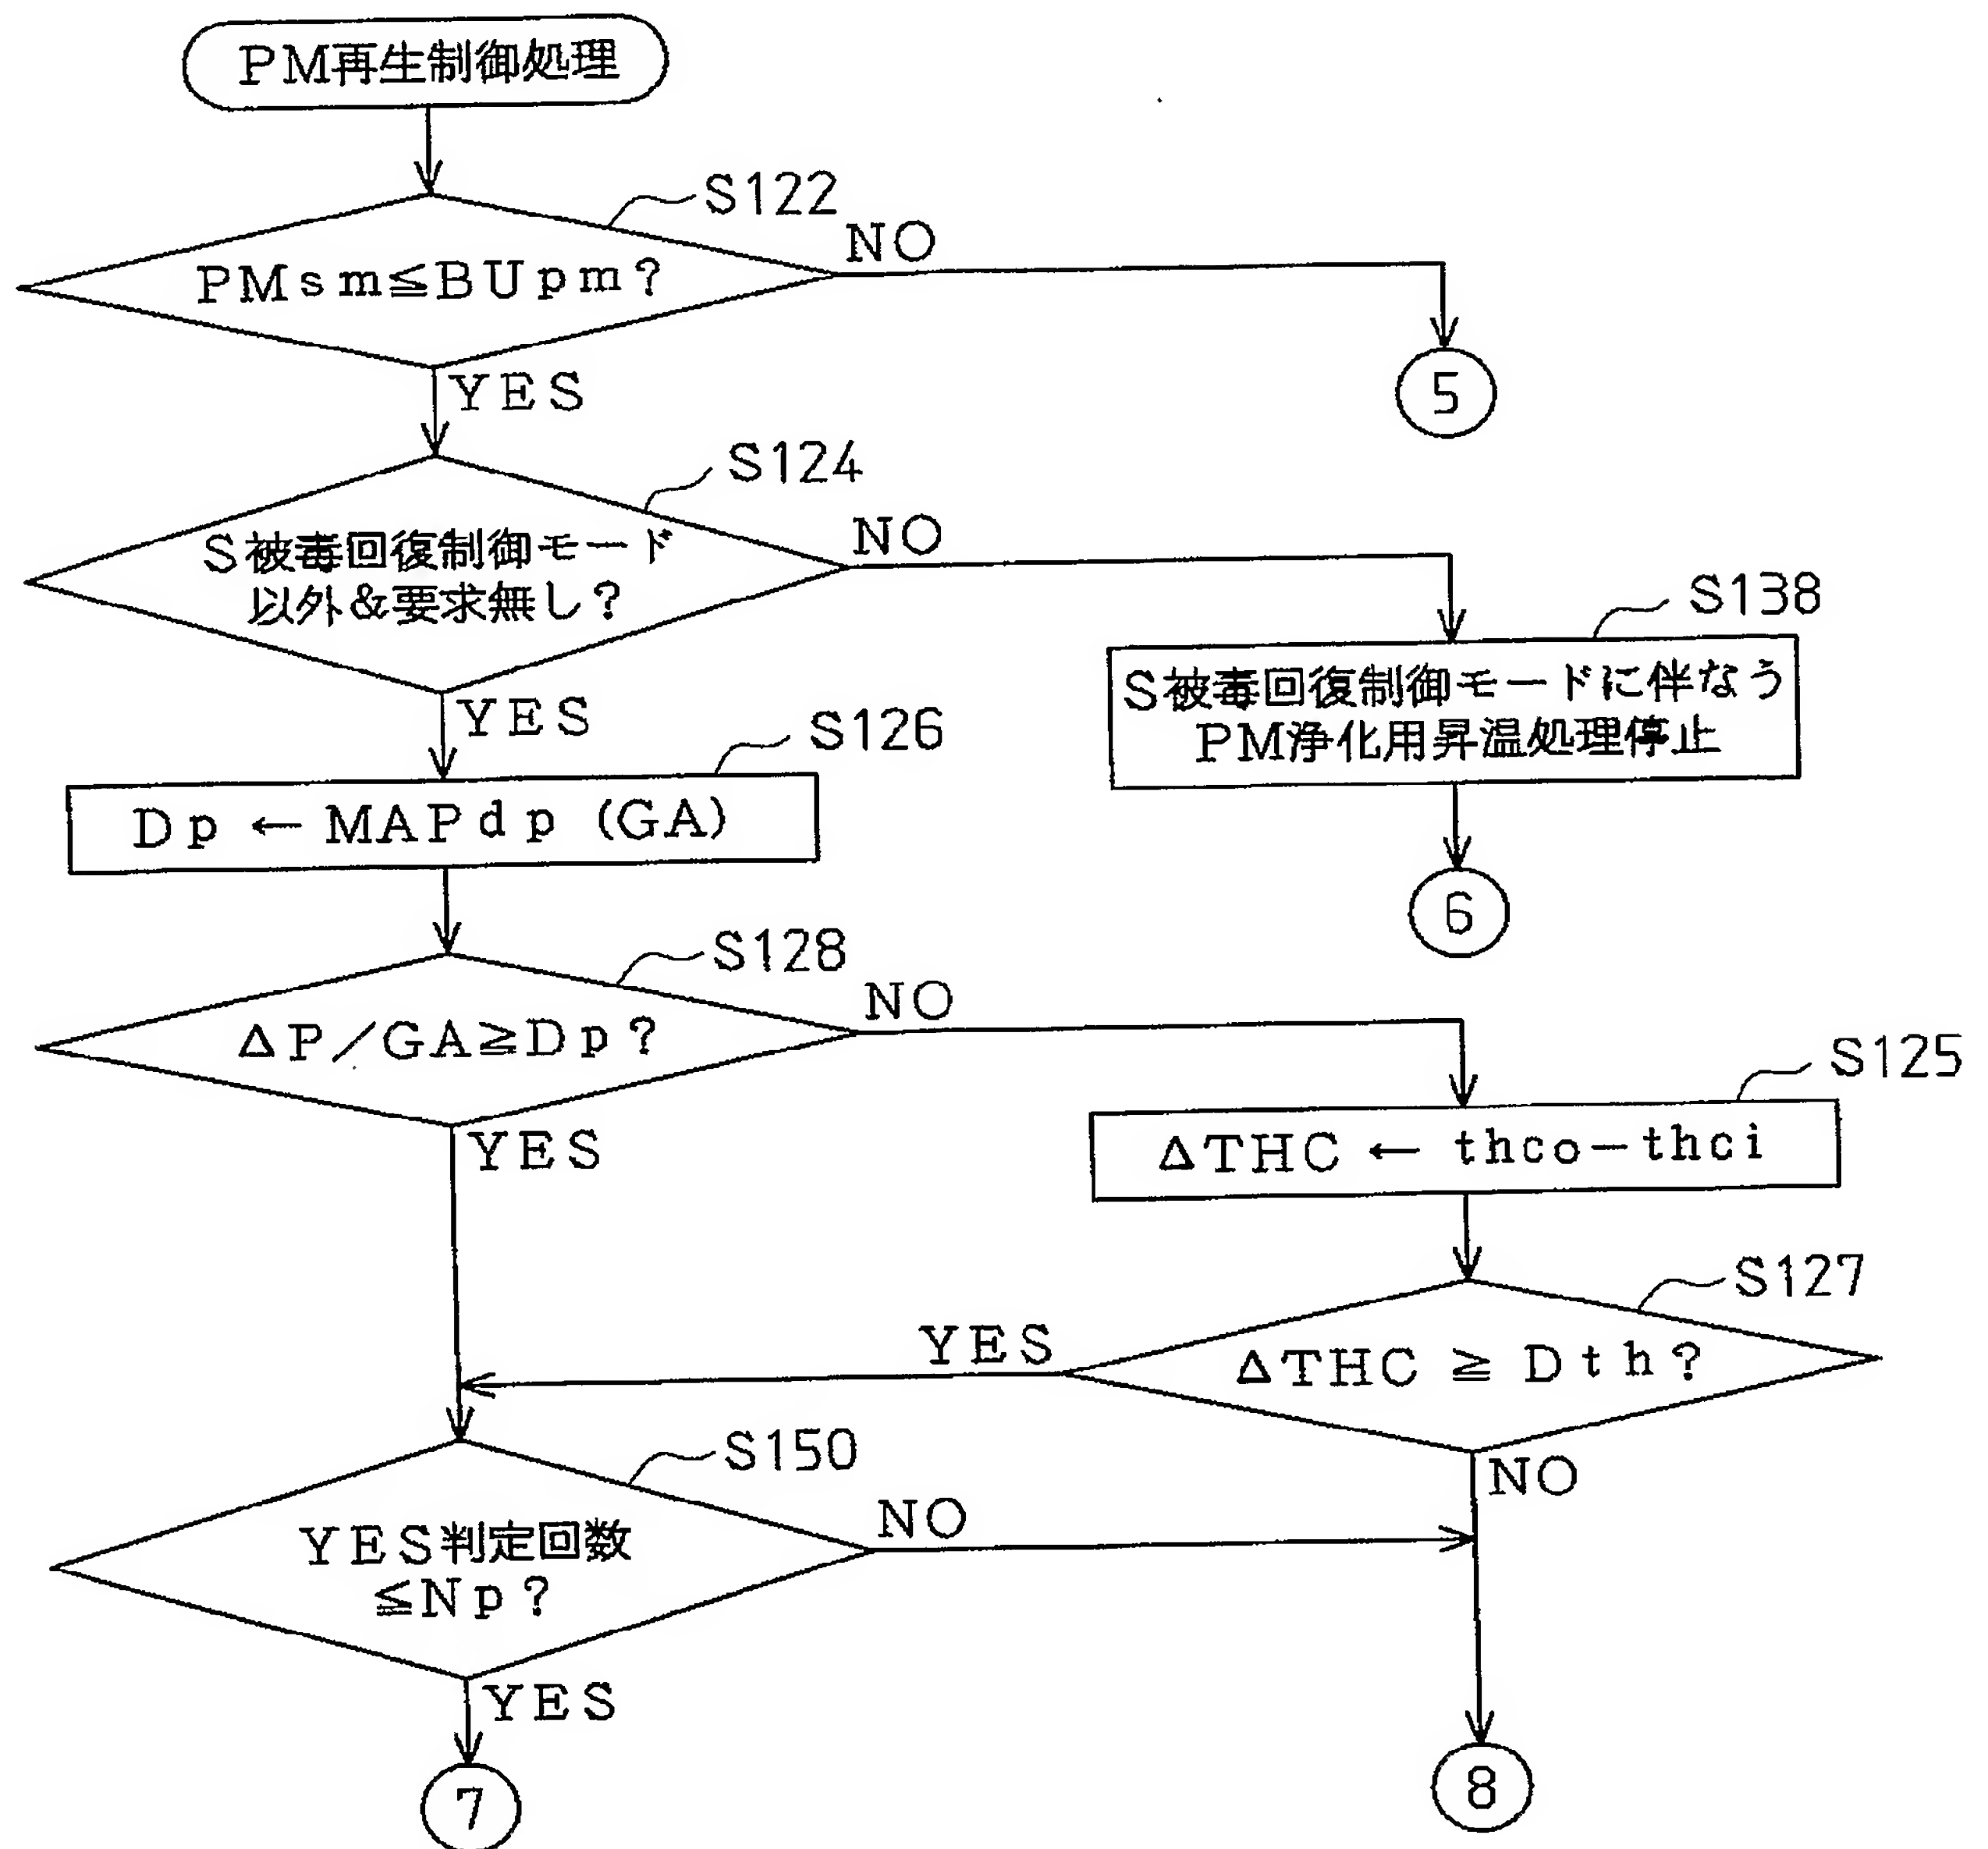 PM再生制御処理
S122
PMsm≦BUpm?
NO
5
YES
S124
S被毒回復制御モード
以外&要求無し?
NO
S138
S被毒回復制御モードに伴なう
PM浄化用昇温処理停止
6
YES
S126
Dp ← MAPdp (GA)
S128
ΔP/GA≧Dp?
NO
S125
ΔTHC ← thco-thci
YES
S127
ΔTHC ≧ Dth?
YES
NO
S150
YES判定回数
≦Np?
NO
YES
7
8